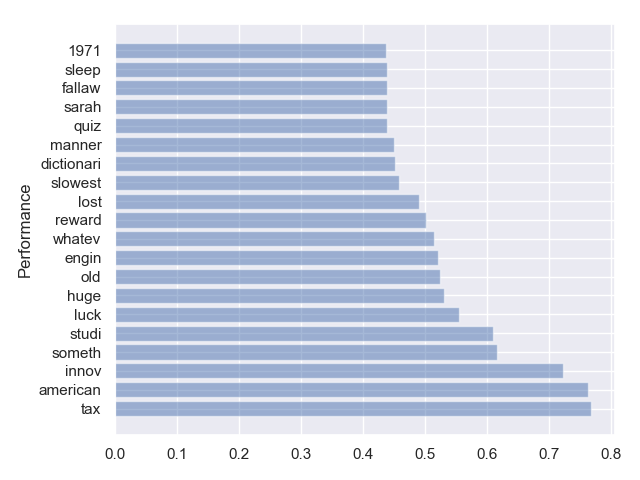 1971
sleep
fallaw
sarah
quiz
manner
dictionari
slowest
lost
reward
whatev
engin
old
huge
luck
studi
someth
innov
american
tax
Performance
0.0 0.1 0.2 0.3 0.4 0.5 0.6 0.7 0.8